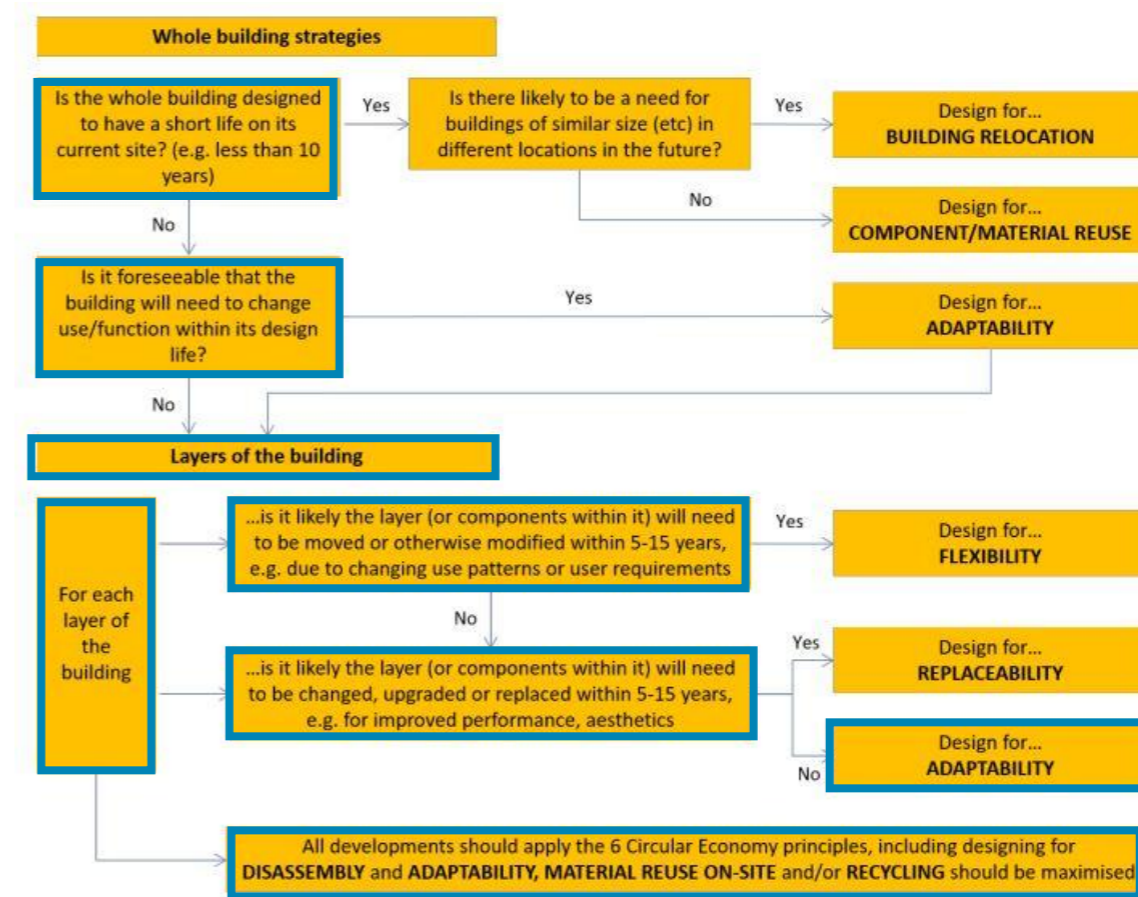 Whole building strategies
Is the whole building designed
to have a short life on its
current site? (e.g. less than 10
years)
Yes
Is there likely to be a need for
buildings of similar size (etc) in
different locations in the future?
Yes
Design for...
BUILDING RELOCATION
No
No
Design for...
COMPONENT/MATERIAL REUSE
Is it foreseeable that the
building will need to change
use/function within its design
life?
Yes
Design for...
ADAPTABILITY
No
Layers of the building
For each
layer of
the
building
...is it likely the layer (or components within it) will need
to be moved or otherwise modified within 5-15 years,
e.g. due to changing use patterns or user requirements
Yes
Design for...
FLEXIBILITY
No
...is it likely the layer (or components within it) will need
to be changed, upgraded or replaced within 5-15 years,
e.g. for improved performance, aesthetics
Yes
Design for...
REPLACEABILITY
No
Design for...
ADAPTABILITY
All developments should apply the 6 Circular Economy principles, including designing for
DISASSEMBLY and ADAPTABILITY, MATERIAL REUSE ON-SITE and/or RECYCLING should be maximised